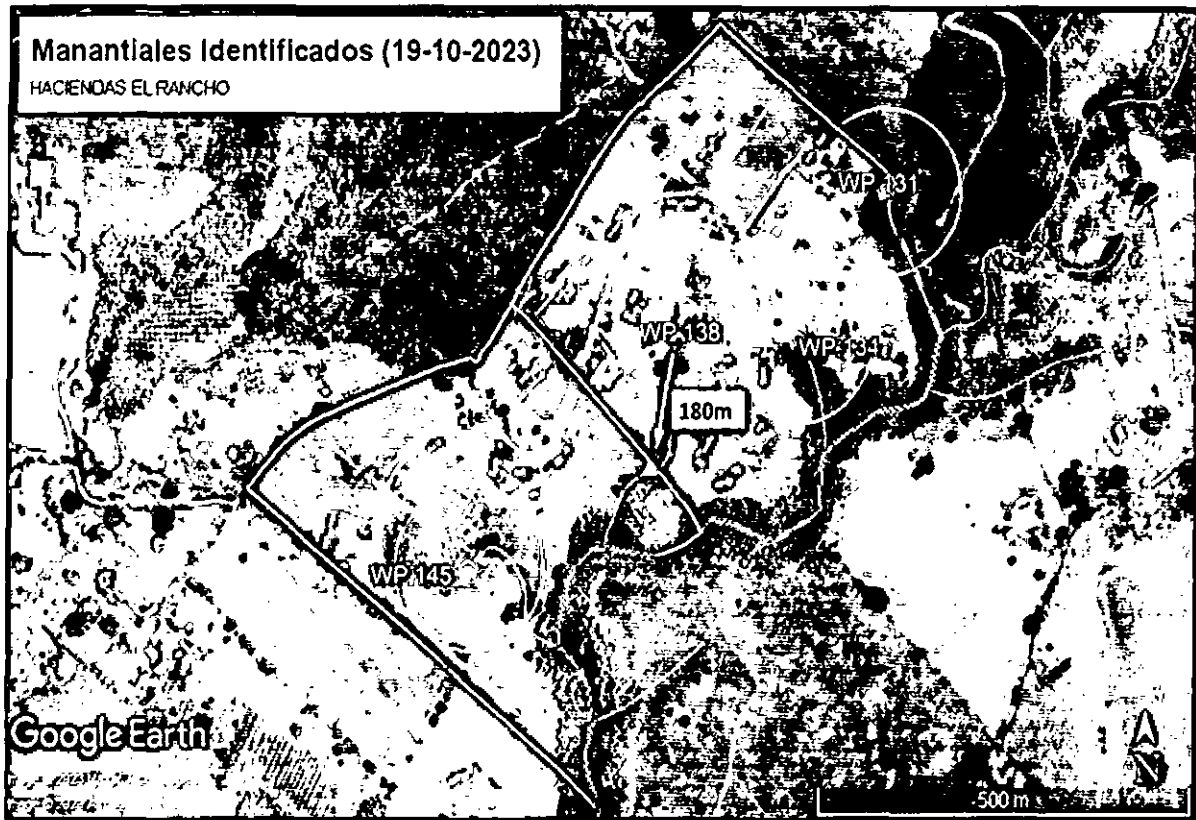 Manantiales Identificados (19-10-2023)
HACIENDAS EL RANCHO
WP 131
WP 138
WP 134
180m
WP 145
Google Earth
N
500 m